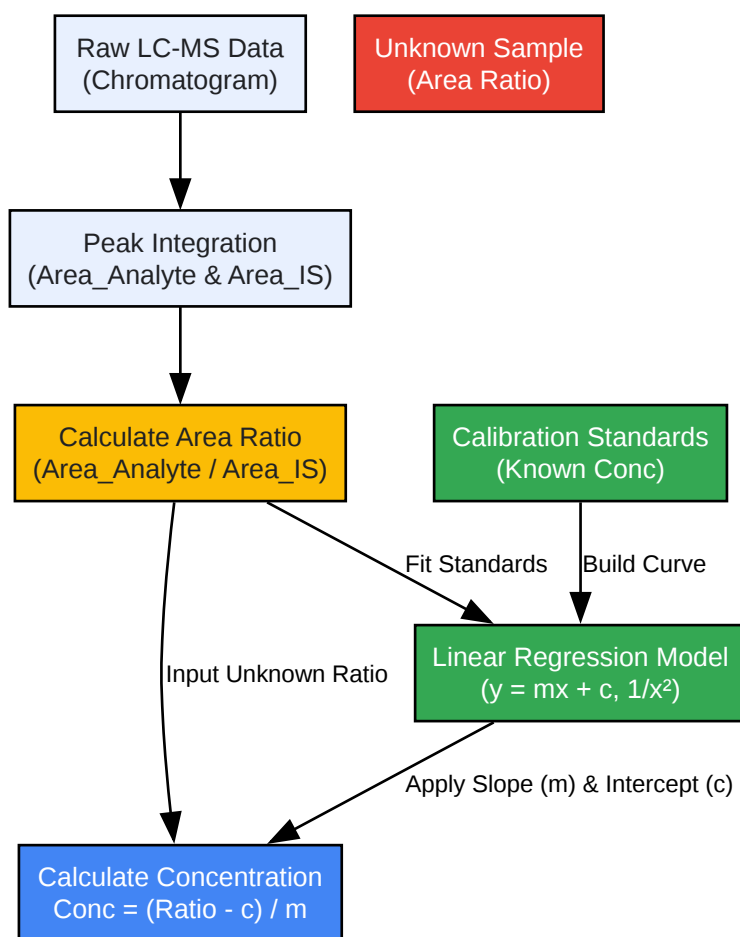 Raw LC-MS Data
(Chromatogram)
Unknown Sample
(Area Ratio)
Peak Integration
(Area_Analyte & Area_IS)
Calculate Area Ratio
(Area_Analyte / Area_IS)
Calibration Standards
(Known Conc)
Fit Standards
Build Curve
Input Unknown Ratio
Linear Regression Model
(y = mx + c, 1/x²)
Apply Slope (m) & Intercept (c)
Calculate Concentration
Conc = (Ratio - c) / m